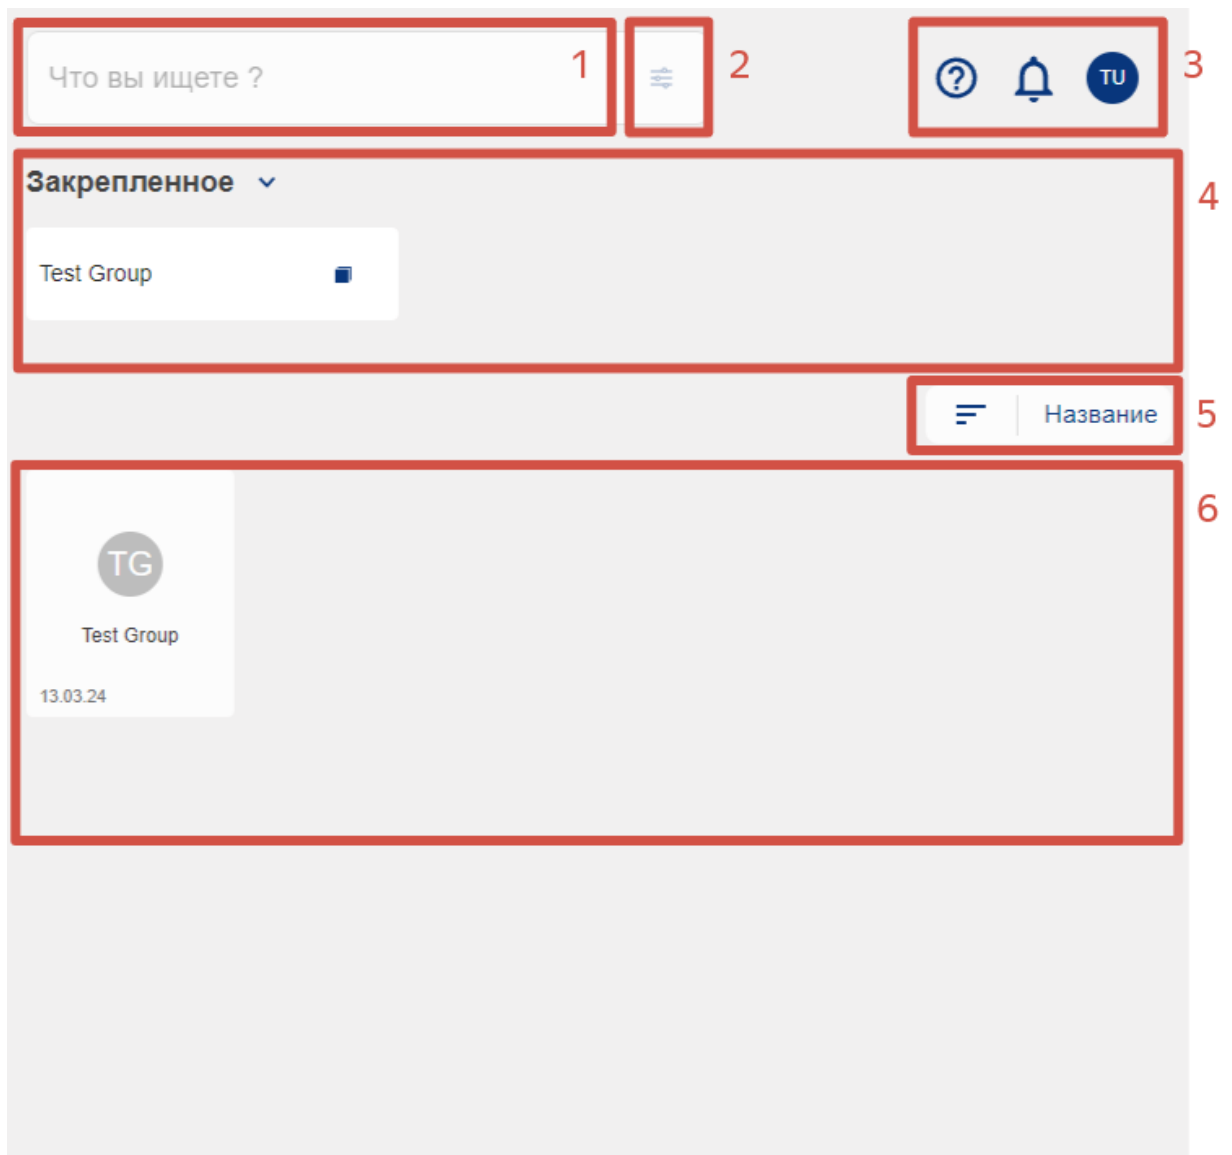 Что вы ищете ?
1
2
TU
3
Закрепленное
4
Test Group
Название
5
6
TG
Test Group
13.03.24